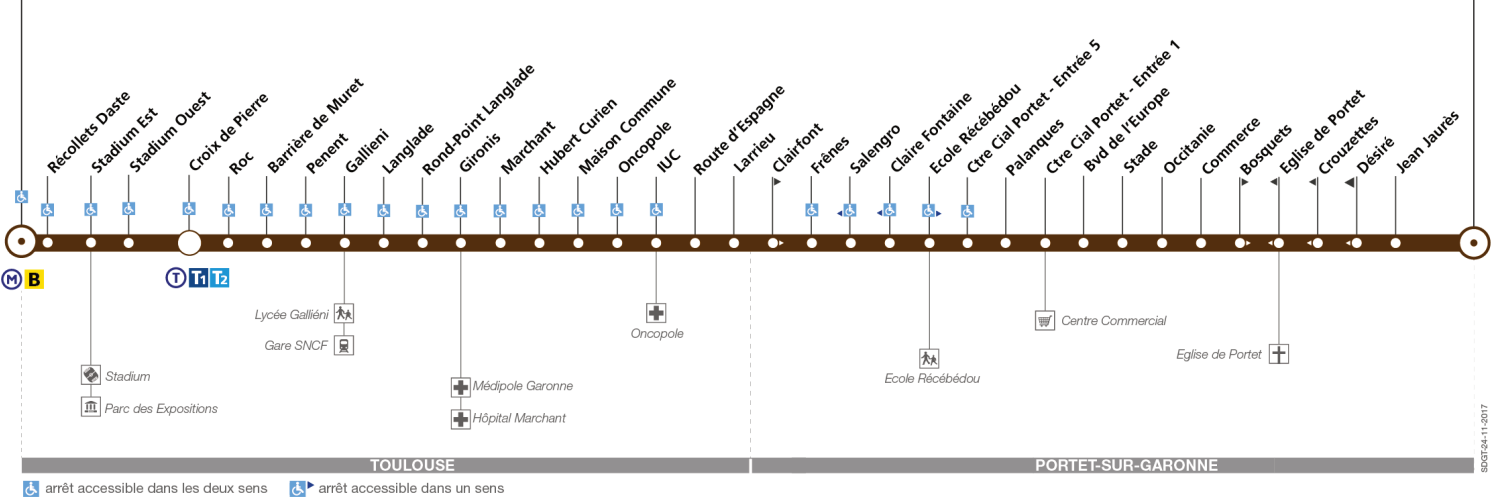 Récollets Daste
Stadium Est
Stadium Ouest
Croix de Pierre
Roc
Barrière de Muret
Penent
Gallieni
Langlade
Rond-Point Langlade
Gironis
Marchant
Hubert Curien
Maison Commune
Oncopole
IUC
Route d'Espagne
Larrieu
Clairfont
Frênes
Salengro
Claire Fontaine
Ecole Récébédou
Ctre Cial Portet - Entrée 5
Palanques
Ctre Cial Portet - Entrée 1
Bvd de l'Europe
Stade
Occitanie
Commerce
Bosquets
Eglise de Portet
Crouzettes
Désiré
Jean Jaurès
M B
T T1 T2
Lycée Galliéni
Gare SNCF
Oncopole
Centre Commercial
Eglise de Portet
Stadium
Parc des Expositions
Médipole Garonne
Hôpital Marchant
Ecole Récébédou
SDGT-24-11-2017
TOULOUSE
PORTET-SUR-GARONNE
arrêt accessible dans les deux sens
arrêt accessible dans un sens